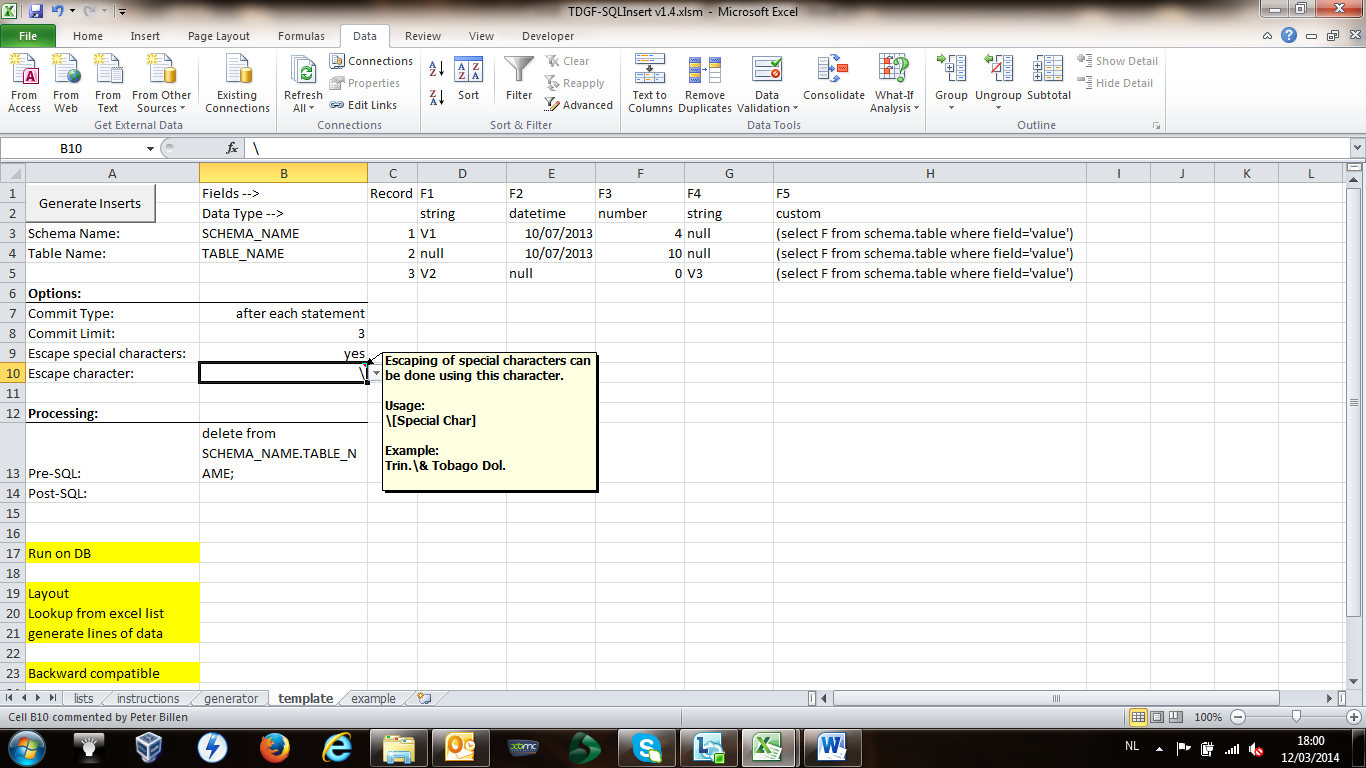 TDGF-SQLInsert v1.4.xlsm - Microsoft Excel
File Home Insert Page Layout Formulas Data Review View Developer
From Access
From Web
From Text
From Other Sources
Existing Connections
Get External Data
Refresh All
Connections
Properties
Edit Links
Connections
Sort
Filter
Clear
Reapply
Advanced
Sort & Filter
Text to Columns
Remove Duplicates
Data Validation
Consolidate
What-If Analysis
Data Tools
Group
Ungroup
Subtotal
Show Detail
Hide Detail
Outline
B10 fx \
A B C D E F G H I J K L
1 Generate Inserts Fields --> Record F1 F2 F3 F4 F5
2 Data Type --> string datetime number string custom
3 Schema Name: SCHEMA_NAME 1 V1 10/07/2013 4 null (select F from schema.table where field='value')
4 Table Name: TABLE_NAME 2 null 10/07/2013 10 null (select F from schema.table where field='value')
5 3 V2 null 0 V3 (select F from schema.table where field='value')
6 Options:
7 Commit Type: after each statement
8 Commit Limit: 3
9 Escape special characters: yes
10 Escape character: \
Escaping of special characters can
be done using this character.
Usage:
\[Special Char]
Example:
Trin.\& Tobago Dol.
11
12 Processing:
delete from
SCHEMA_NAME.TABLE_N
13 Pre-SQL: AME;
14 Post-SQL:
15
16
17 Run on DB
18
19 Layout
20 Lookup from excel list
21 generate lines of data
22
23 Backward compatible
lists instructions generator template example
Cell B10 commented by Peter Billen 100%
xomc
NL 18:00
12/03/2014